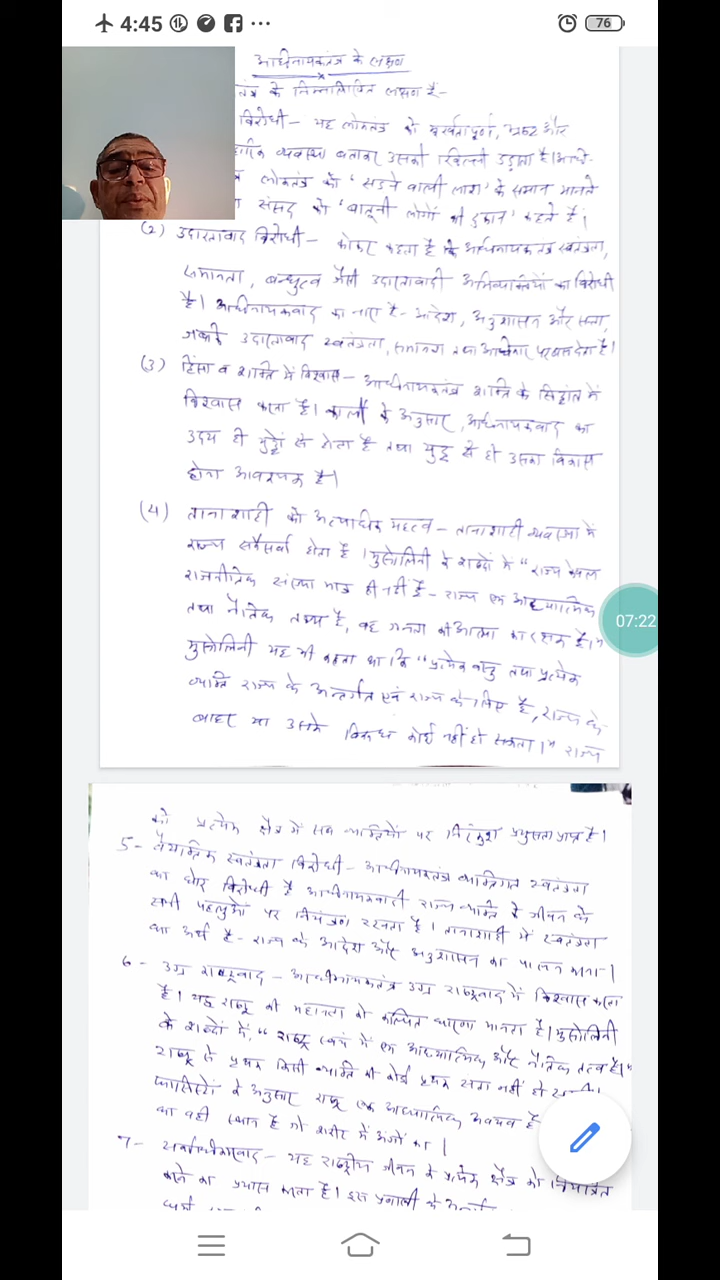 4:45
76
अधिनायकतंत्र के लक्षण
तंत्र के निम्नलिखित लक्षण हैं-
विरोधी - यह लोकतंत्र को मूर्खतापूर्ण, भ्रष्ट और
व्यवस्था बताकर उसकी खिल्ली उड़ाता है। अधि-
लोकतंत्र को 'सड़ने वाली लाश' के समान मानते
संसद को 'बातूनी लोगों की दुकान' कहते हैं।
(2) उदारतावाद विरोधी - कहता है कि अधिनायकतंत्र स्वतंत्रता,
समानता, बन्धुत्व जैसी उदारतावादी अभिव्यक्तियों का विरोधी
है। अधिनायकवाद का नारा है - आदेश, अनुशासन और सत्ता,
जबकि उदारतावाद स्वतंत्रता, समानता तथा अधिकार पर बल देता है।
(3) हिंसा व शक्ति में विश्वास - अधिनायकतंत्र शक्ति के सिद्धांत में
विश्वास करता है। के अनुसार, अधिनायकवाद का
उदय ही युद्धों से होता है तथा युद्ध से ही उसका विकास
होना आवश्यक है।
(4) तानाशाही को अत्यधिक महत्व - तानाशाही व्यवस्था में
राज्य सर्वेसर्वा होता है। मुसोलिनी के शब्दों में "राज्य केवल
राजनीतिक संस्था मात्र ही नहीं है - राज्य एक आध्यात्मिक
तथा नैतिक तथ्य है, वह जनता की आत्मा का रक्षक है।"
मुसोलिनी यह भी कहता था कि "प्रत्येक वस्तु तथा प्रत्येक
व्यक्ति राज्य के अन्तर्गत एवं राज्य के लिए है, राज्य के
बाहर या उसके विरुद्ध कोई नहीं हो सकता।" राज्य
07:22
को प्रत्येक क्षेत्र में सब व्यक्तियों पर निरंकुश प्रभुसत्ता प्राप्त है।
5- वैयक्तिक स्वतंत्रता विरोधी - अधिनायकतंत्र व्यक्तिगत स्वतंत्रता
का घोर विरोधी है अधिनायकवादी राज्य व्यक्ति के जीवन के
सभी पहलुओं पर नियंत्रण रखता है। तानाशाही में स्वतंत्रता
का अर्थ है - राज्य के आदेश और अनुशासन का पालन करना।
6- उग्र राष्ट्रवाद - अधिनायकतंत्र उग्र राष्ट्रवाद में विश्वास करता
है। यह राष्ट्र की महानता को कल्पित धारणा मानता है। मुसोलिनी
के शब्दों में, "राष्ट्र स्वयं में एक आध्यात्मिक और नैतिक तत्व है।"
राष्ट्र से पृथक किसी व्यक्ति की कोई पृथक सत्ता नहीं हो
फासिस्टों के अनुसार राष्ट्र एक आध्यात्मिक अवयव है
का वही स्थान है जो शरीर में अंगों का।
7- सर्वाधिकारवाद - यह राष्ट्रीय जीवन के प्रत्येक क्षेत्र को नियंत्रित
करने का प्रयास करता है। इस प्रणाली के अन्तर्गत